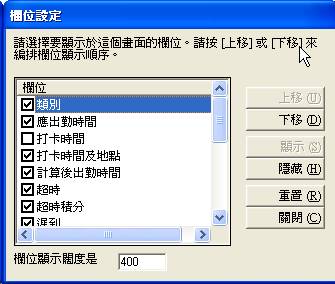 欄位設定
請選擇要顯示於這個畫面的欄位。請按 [上移] 或 [下移] 來
編排欄位顯示順序。
欄位
類別
應出勤時間
打卡時間
打卡時間及地點
計算後出勤時間
超時
超時積分
遲到
上移 (U)
下移 (D)
顯示 (S)
隱藏 (H)
重置 (R)
關閉 (C)
欄位顯示闊度是
400